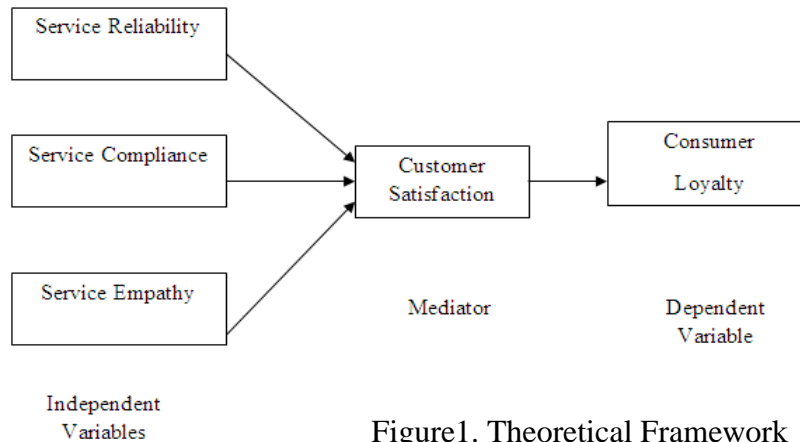 Service Reliability
Service Compliance
Customer
Satisfaction
Consumer
Loyalty
Service Empathy
Mediator
Dependent
Variable
Independent
Variables
Figure1. Theoretical Framework